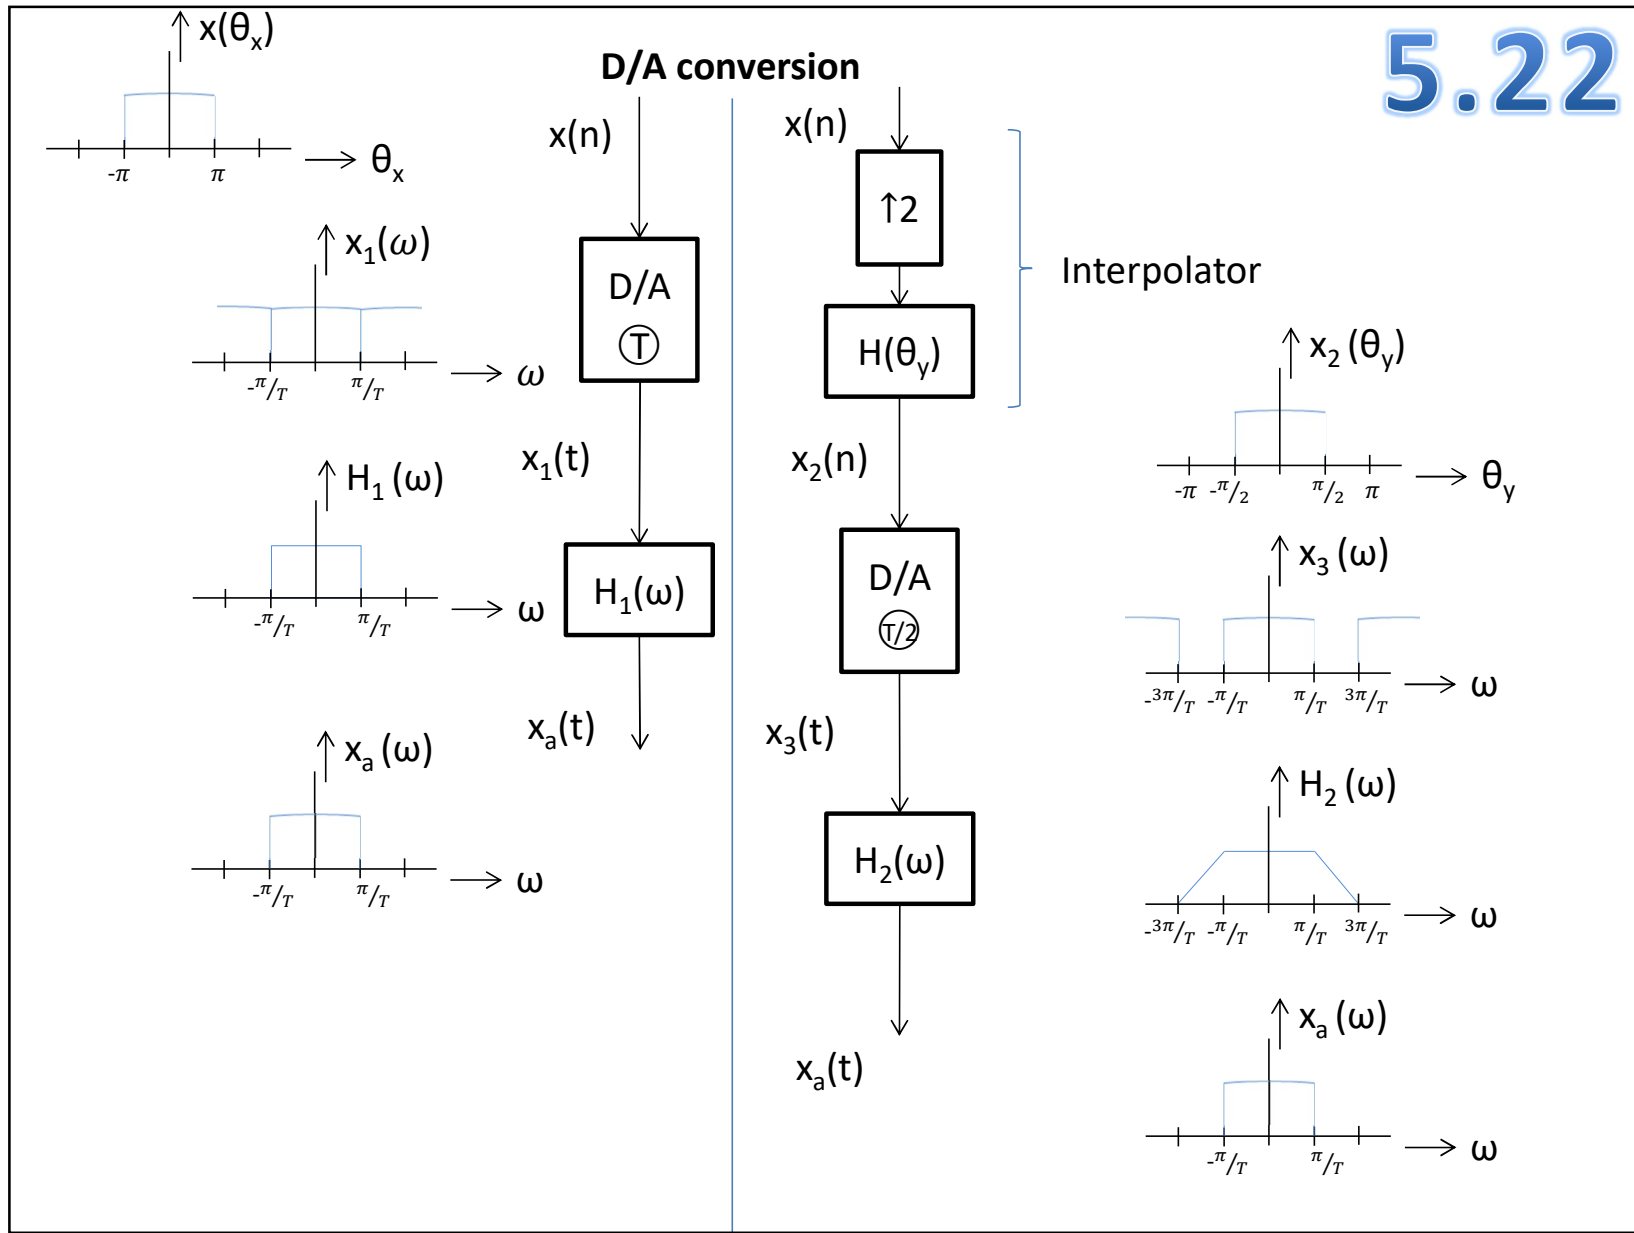 5.22
D/A conversion
x(θx)
-π π
θx
x1(ω)
-π/T π/T
ω
H1 (ω)
-π/T π/T
ω
xa (ω)
-π/T π/T
ω
x(n)
D/A
T
x1(t)
H1(ω)
xa(t)
x(n)
↑2
H(θy)
Interpolator
x2(n)
D/A
T/2
x3(t)
H2(ω)
xa(t)
x2 (θy)
-π -π/2 π/2 π
θy
x3 (ω)
-3π/T -π/T π/T 3π/T
ω
H2 (ω)
-3π/T -π/T π/T 3π/T
ω
xa (ω)
-π/T π/T
ω